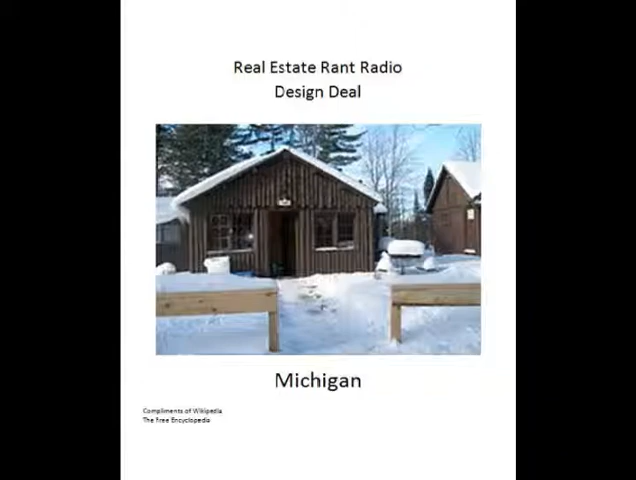 Real Estate Rant Radio
Design Deal
Michigan
Compliments of Wikipedia
The Free Encyclopedia